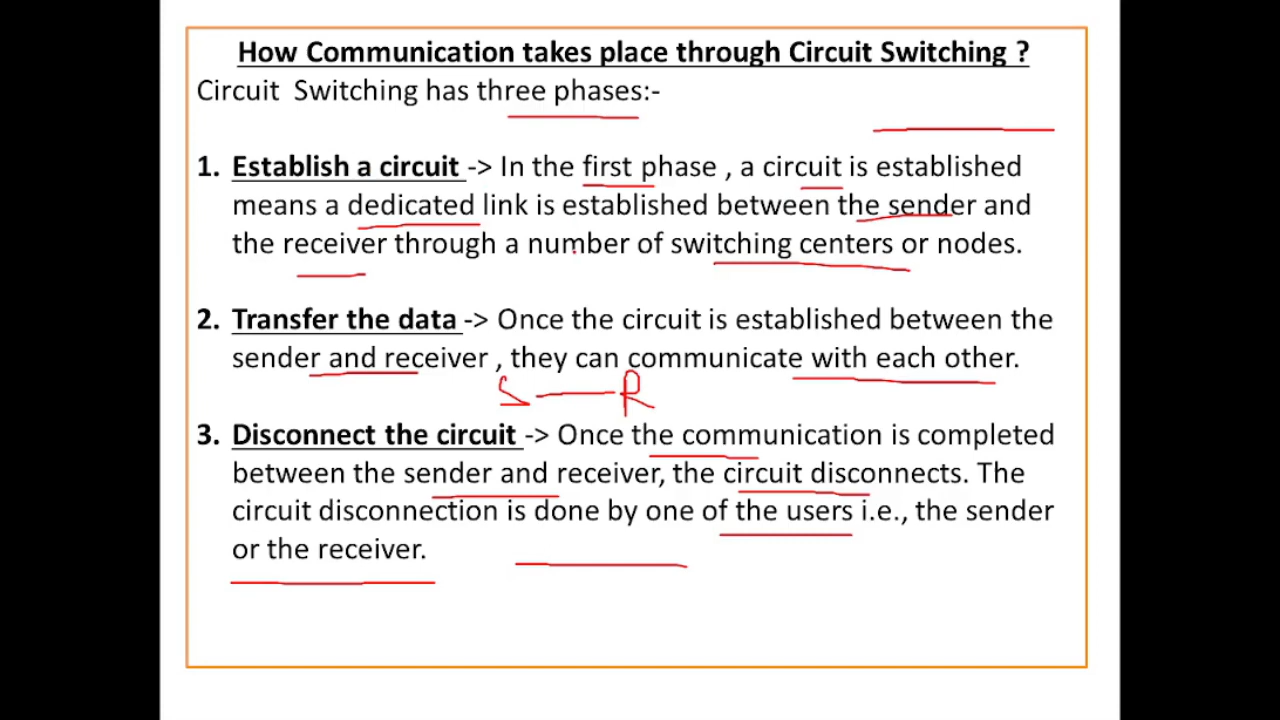 How Communication takes place through Circuit Switching ?
Circuit Switching has three phases:-
1. Establish a circuit -> In the first phase , a circuit is established
means a dedicated link is established between the sender and
the receiver through a number of switching centers or nodes.
2. Transfer the data -> Once the circuit is established between the
sender and receiver , they can communicate with each other.
S R
3. Disconnect the circuit -> Once the communication is completed
between the sender and receiver, the circuit disconnects. The
circuit disconnection is done by one of the users i.e., the sender
or the receiver.